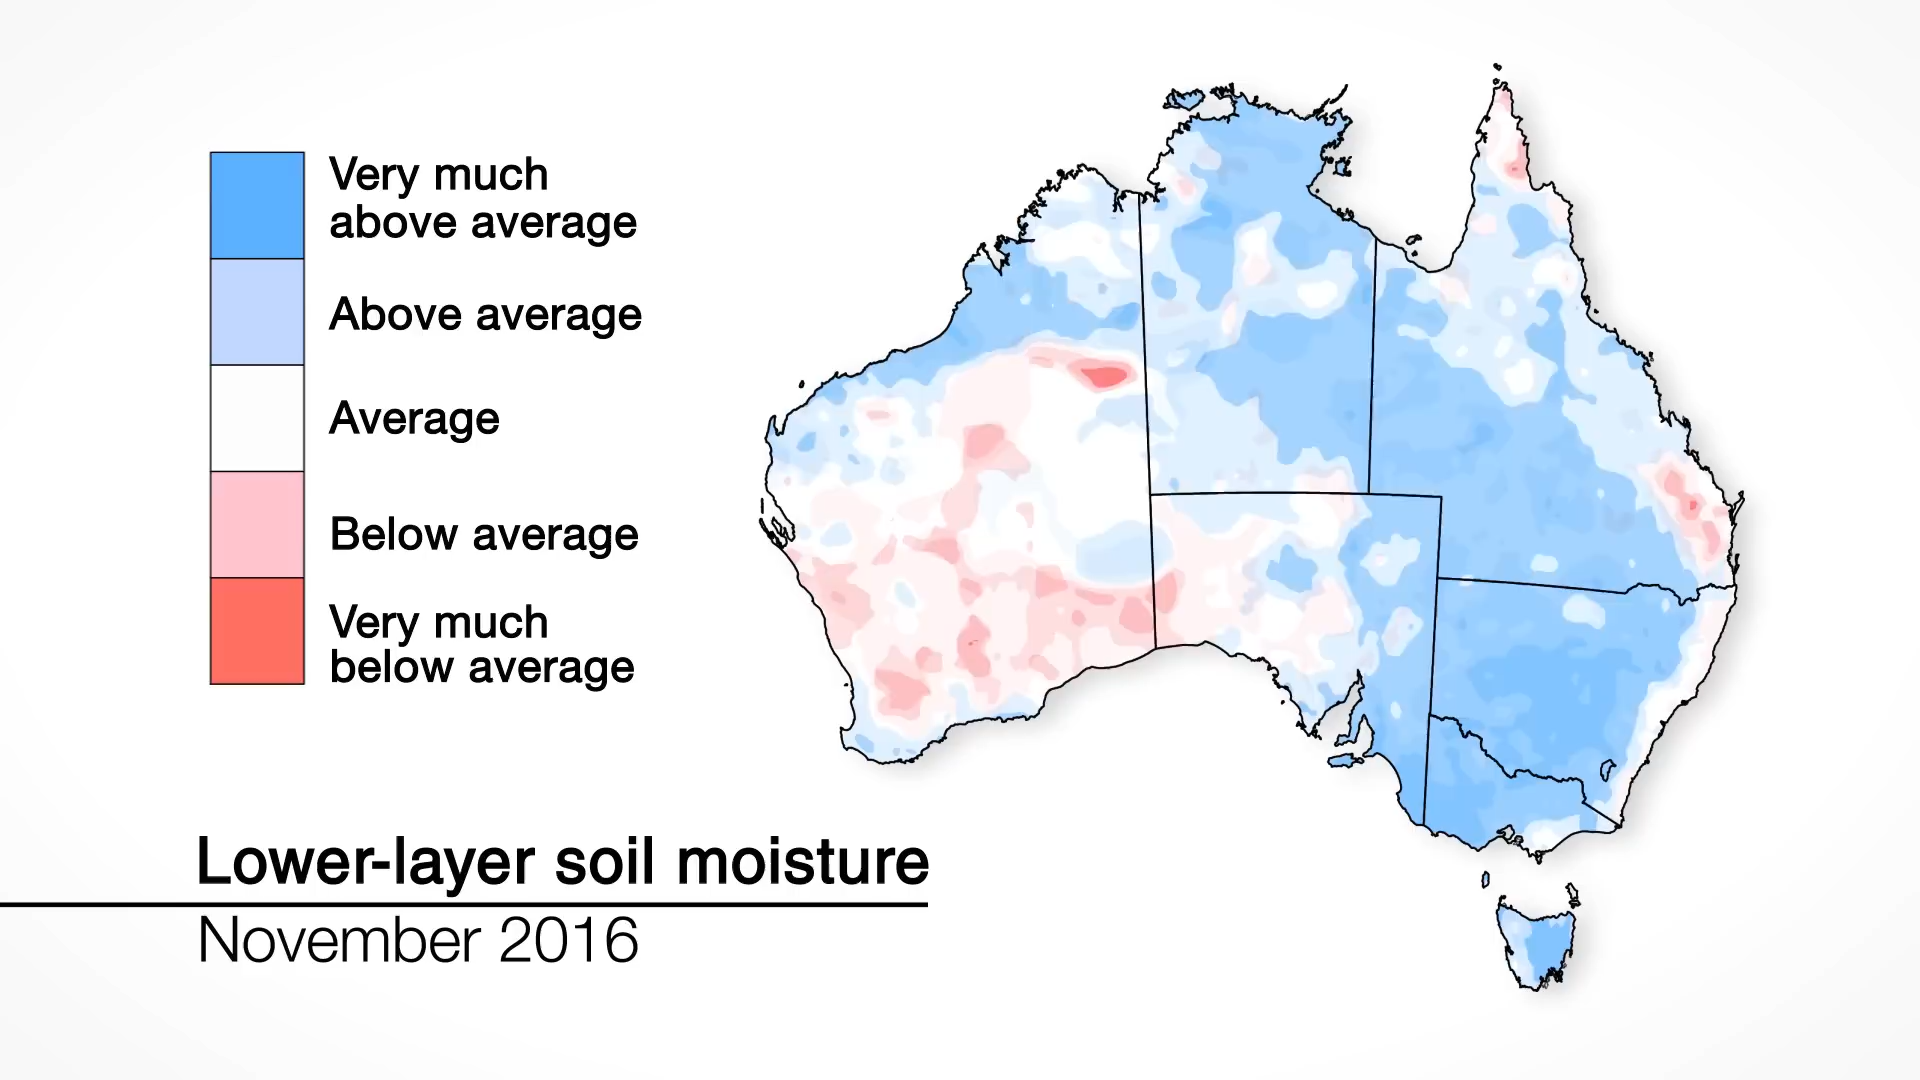 Very much
above average
Above average
Average
Below average
Very much
below average
Lower-layer soil moisture
November 2016